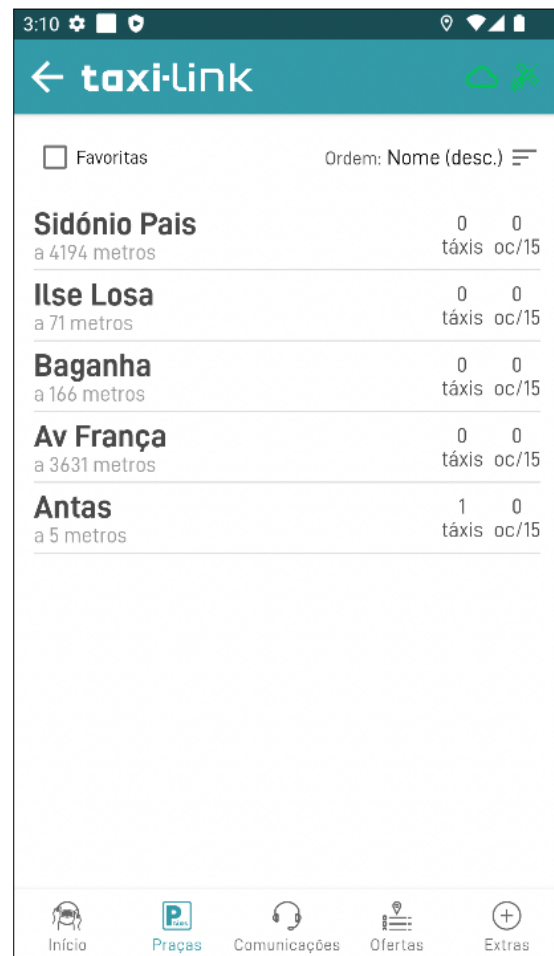 3:10
taxi·link
Favoritas
Ordem: Nome (desc.)
Sidónio Pais
0 0
a 4194 metros
táxis oc/15
Ilse Losa
0 0
a 71 metros
táxis oc/15
Baganha
0 0
a 166 metros
táxis oc/15
Av França
0 0
a 3631 metros
táxis oc/15
Antas
1 0
a 5 metros
táxis oc/15
Início
Praças
Comunicações
Ofertas
Extras